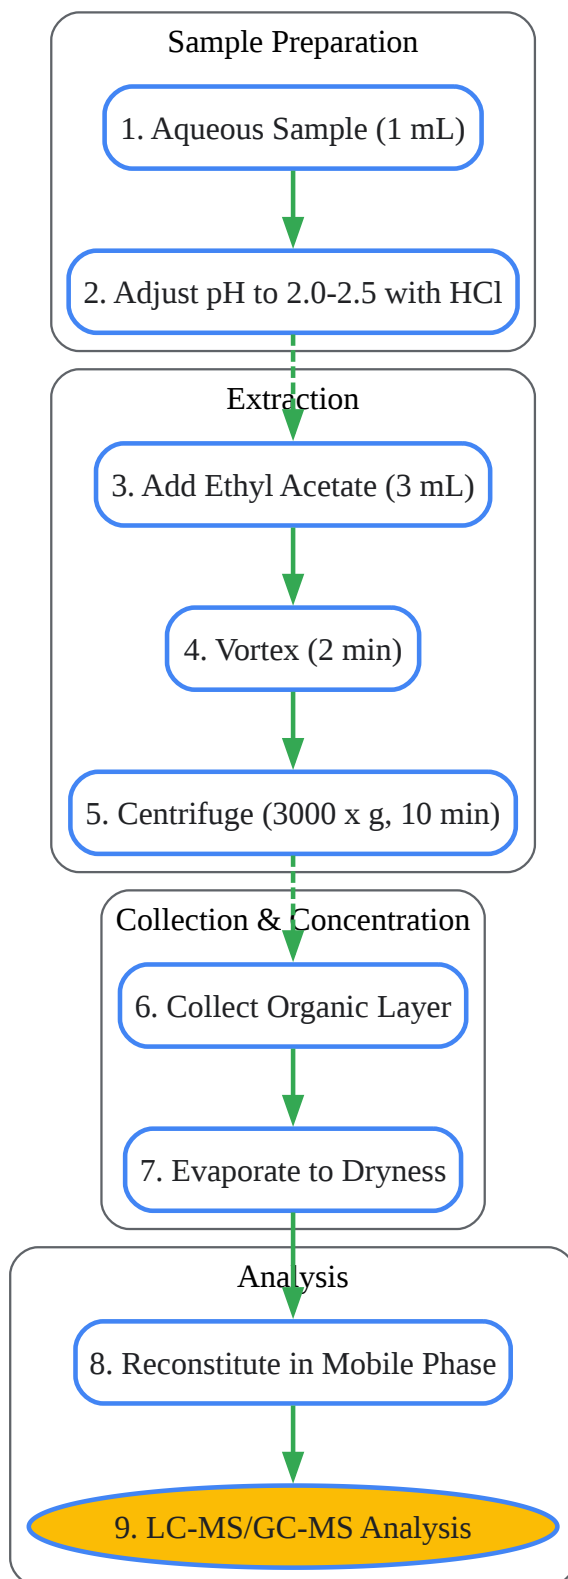 Sample Preparation
1. Aqueous Sample (1 mL)
2. Adjust pH to 2.0-2.5 with HCl
Extraction
3. Add Ethyl Acetate (3 mL)
4. Vortex (2 min)
5. Centrifuge (3000 x g, 10 min)
Collection & Concentration
6. Collect Organic Layer
7. Evaporate to Dryness
Analysis
8. Reconstitute in Mobile Phase
9. LC-MS/GC-MS Analysis